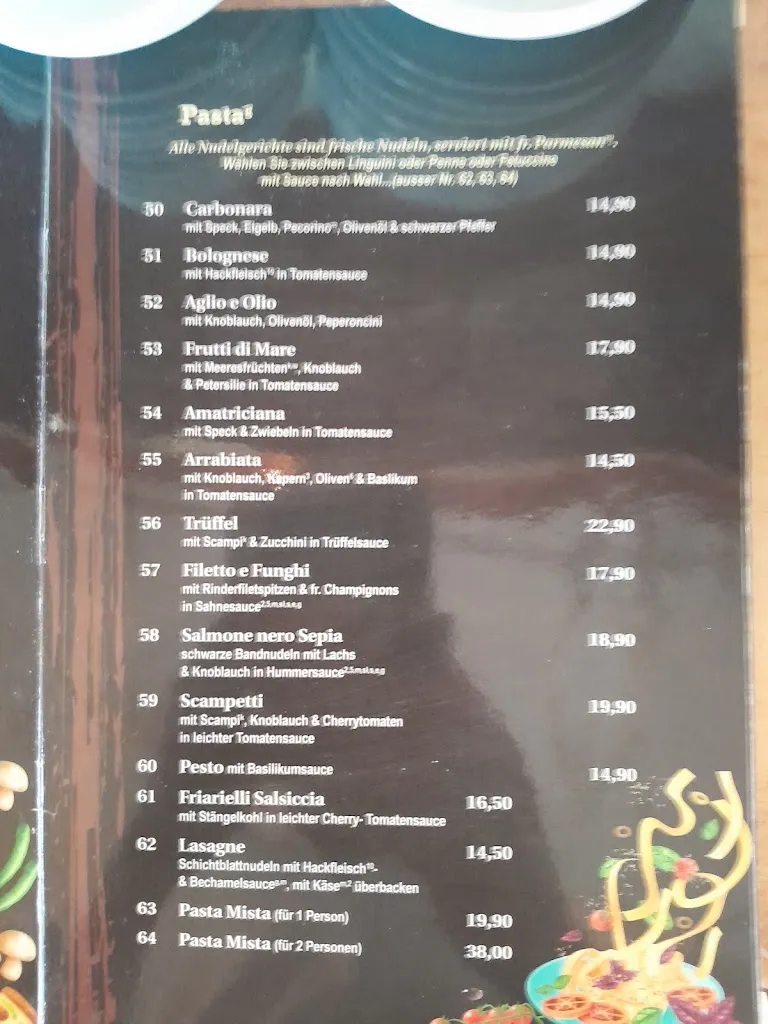 Pasta
Alle Nudelgerichte sind frische Nudeln, serviert mit fr. Parmesan.
Wählen Sie zwischen Linguini oder Penne oder Fetuccine
mit Sauce nach Wahl...(ausser Nr. 62, 63, 64)
50 Carbonara 14,90
mit Speck, Eigelb, Pecorino, Olivenöl & schwarzer Pfeffer
51 Bolognese 14,90
mit Hackfleisch¹⁰ in Tomatensauce
52 Aglio e Olio 14,90
mit Knoblauch, Olivenöl, Peperoncini
53 Frutti di Mare 17,90
mit Meeresfrüchten, Knoblauch
& Petersilie in Tomatensauce
54 Amatriciana 15,50
mit Speck & Zwiebeln in Tomatensauce
55 Arrabiata 14,50
mit Knoblauch, Kapern³, Oliven⁶ & Basilikum
in Tomatensauce
56 Trüffel 22,90
mit Scampi & Zucchini in Trüffelsauce
57 Filetto e Funghi 17,90
mit Rinderfiletspitzen & fr. Champignons
in Sahnesauce
58 Salmone nero Sepia 18,90
schwarze Bandnudeln mit Lachs
& Knoblauch in Hummersauce
59 Scampetti 19,90
mit Scampi, Knoblauch & Cherrytomaten
in leichter Tomatensauce
60 Pesto mit Basilikumsauce 14,90
61 Friarielli Salsiccia 16,50
mit Stängelkohl in leichter Cherry- Tomatensauce
62 Lasagne 14,50
Schichtblattnudeln mit Hackfleisch¹⁰-
& Bechamelsauce, mit Käse überbacken
63 Pasta Mista (für 1 Person) 19,90
64 Pasta Mista (für 2 Personen) 38,00